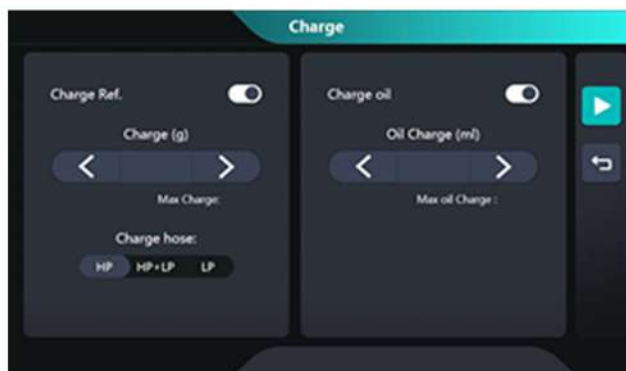 Charge
Charge Ref.
Charge (g)
Max Charge:
Charge hose:
HP HP+LP LP
Charge oil
Oil Charge (ml)
Max oil Charge :